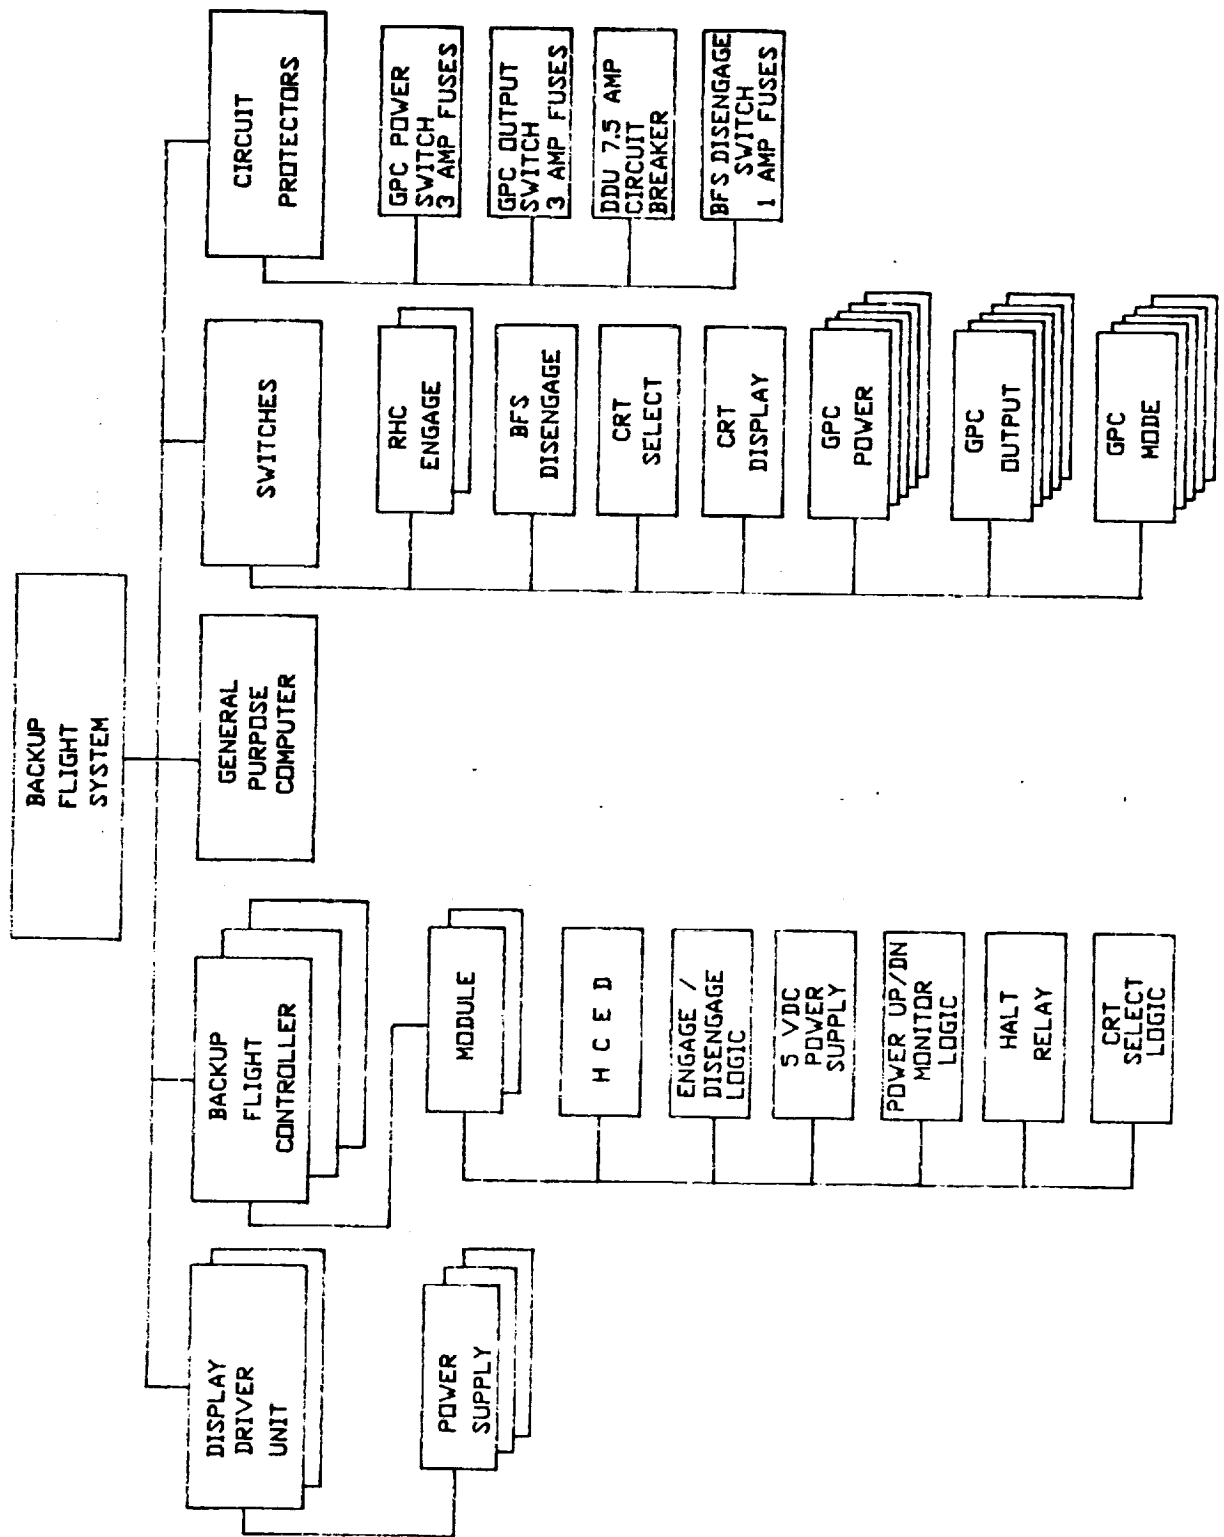 BACKUP
FLIGHT
SYSTEM
DISPLAY
DRIVER
UNIT
BACKUP
FLIGHT
CONTROLLER
GENERAL
PURPOSE
COMPUTER
SWITCHES
CIRCUIT
PROTECTORS
POWER
SUPPLY
MODULE
H C E D
ENGAGE /
DISENGAGE
LOGIC
5 VDC
POWER
SUPPLY
POWER UP/DN
MONITOR
LOGIC
HALT
RELAY
CRT
SELECT
LOGIC
RHC
ENGAGE
BFS
DISENGAGE
CRT
SELECT
CRT
DISPLAY
GPC
POWER
GPC
OUTPUT
GPC
MODE
GPC POWER
SWITCH
3 AMP FUSES
GPC OUTPUT
SWITCH
3 AMP FUSES
DDU 7.5 AMP
CIRCUIT
BREAKER
BFS DISENGAGE
SWITCH
1 AMP FUSES